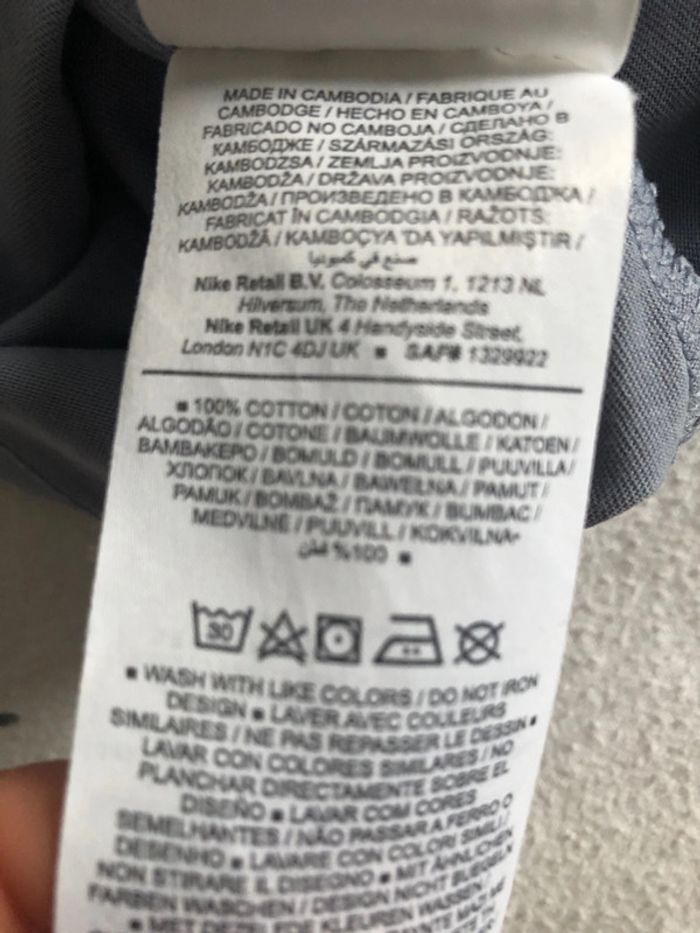 MADE IN CAMBODIA / FABRIQUE AU
CAMBODGE / HECHO EN CAMBOYA /
FABRICADO NO CAMBOJA / СДЕЛАНО В
КАМБОДЖЕ / SZÁRMAZÁSI ORSZÁG:
KAMBODZSA / ZEMLJA PROIZVODNJE:
KAMBODŽA / DRŽAVA PROIZVODNJE:
KAMBODŽA / ПРОИЗВЕДЕНО В КАМБОДЖА /
FABRICAT ÎN CAMBODGIA / RAŽOTS:
KAMBODŽĀ / KAMBOÇYA 'DA YAPILMIŞTIR /
صنع في كمبوديا
Nike Retail B.V. Colosseum 1, 1213 NL
Hilversum, The Netherlands
Nike Retail UK 4 Handyside Street,
London N1C 4DJ UK ▪ SAP# 1329922
▪ 100% COTTON / COTON / ALGODON /
ALGODÃO / COTONE / BAUMWOLLE / KATOEN /
ΒΑΜΒΑΚΕΡΟ / BOMULD / BOMULL / PUUVILLA /
ХЛОПОК / BAVLNA / BAWEŁNA / PAMUT /
PAMUK / BOMBAŽ / ПАМУК / BUMBAC /
MEDVILNĖ / PUUVILL / KOKVILNA
100% قطن ▪
30
▪ WASH WITH LIKE COLORS / DO NOT IRON
DESIGN ▪ LAVER AVEC COULEURS
SIMILAIRES / NE PAS REPASSER LE DESSIN ▪
LAVAR CON COLORES SIMILARES / NO
PLANCHAR DIRECTAMENTE SOBRE EL
DISEÑO ▪ LAVAR COM CORES
SEMELHANTES / NÃO PASSAR A FERRO O
DESENHO ▪ LAVARE CON COLORI SIMILI /
NON STIRARE IL DISEGNO ▪ MIT ÄHNLICHEN
FARBEN WASCHEN / DESIGN NICHT BUEGELN
▪ MET DEZELFDE KLEUREN WASSEN /